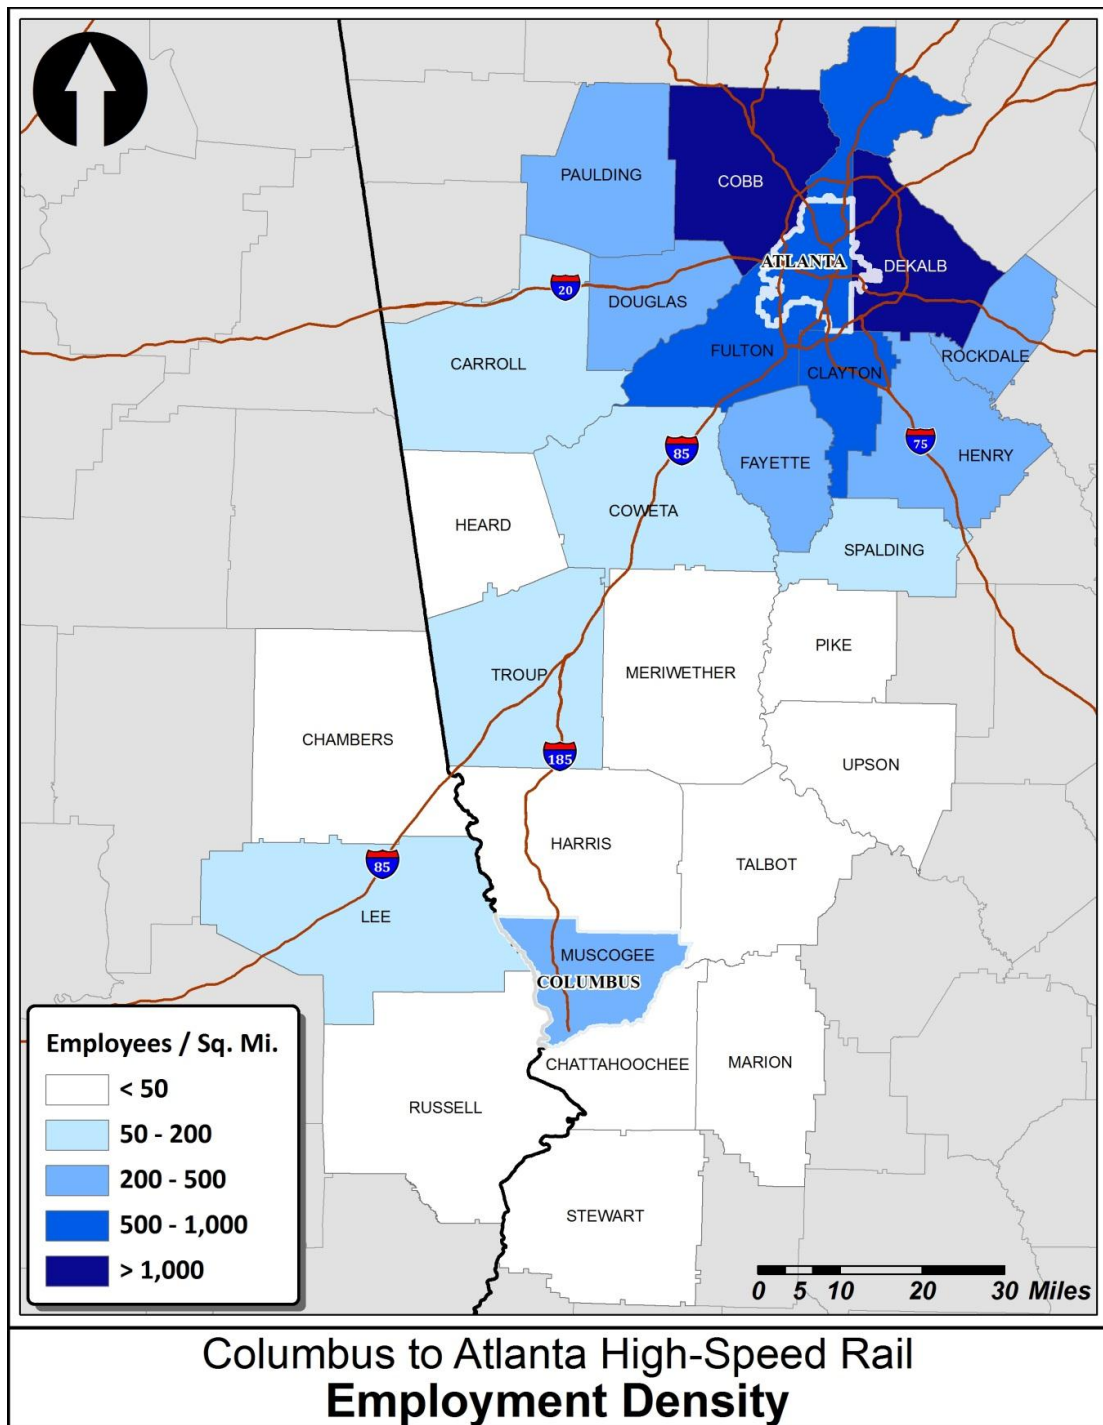 PAULDING
COBB
ATLANTA
DEKALB
20
DOUGLAS
FULTON
ROCKDALE
CARROLL
CLAYTON
85
75
FAYETTE
HENRY
HEARD
COWETA
SPALDING
PIKE
TROUP
MERIWETHER
CHAMBERS
185
UPSON
HARRIS
85
TALBOT
LEE
MUSCOGEE
COLUMBUS
CHATTAHOOCHEE
MARION
RUSSELL
STEWART
Employees / Sq. Mi.
< 50
50 - 200
200 - 500
500 - 1,000
> 1,000
0 5 10 20 30 Miles
Columbus to Atlanta High-Speed Rail
Employment Density